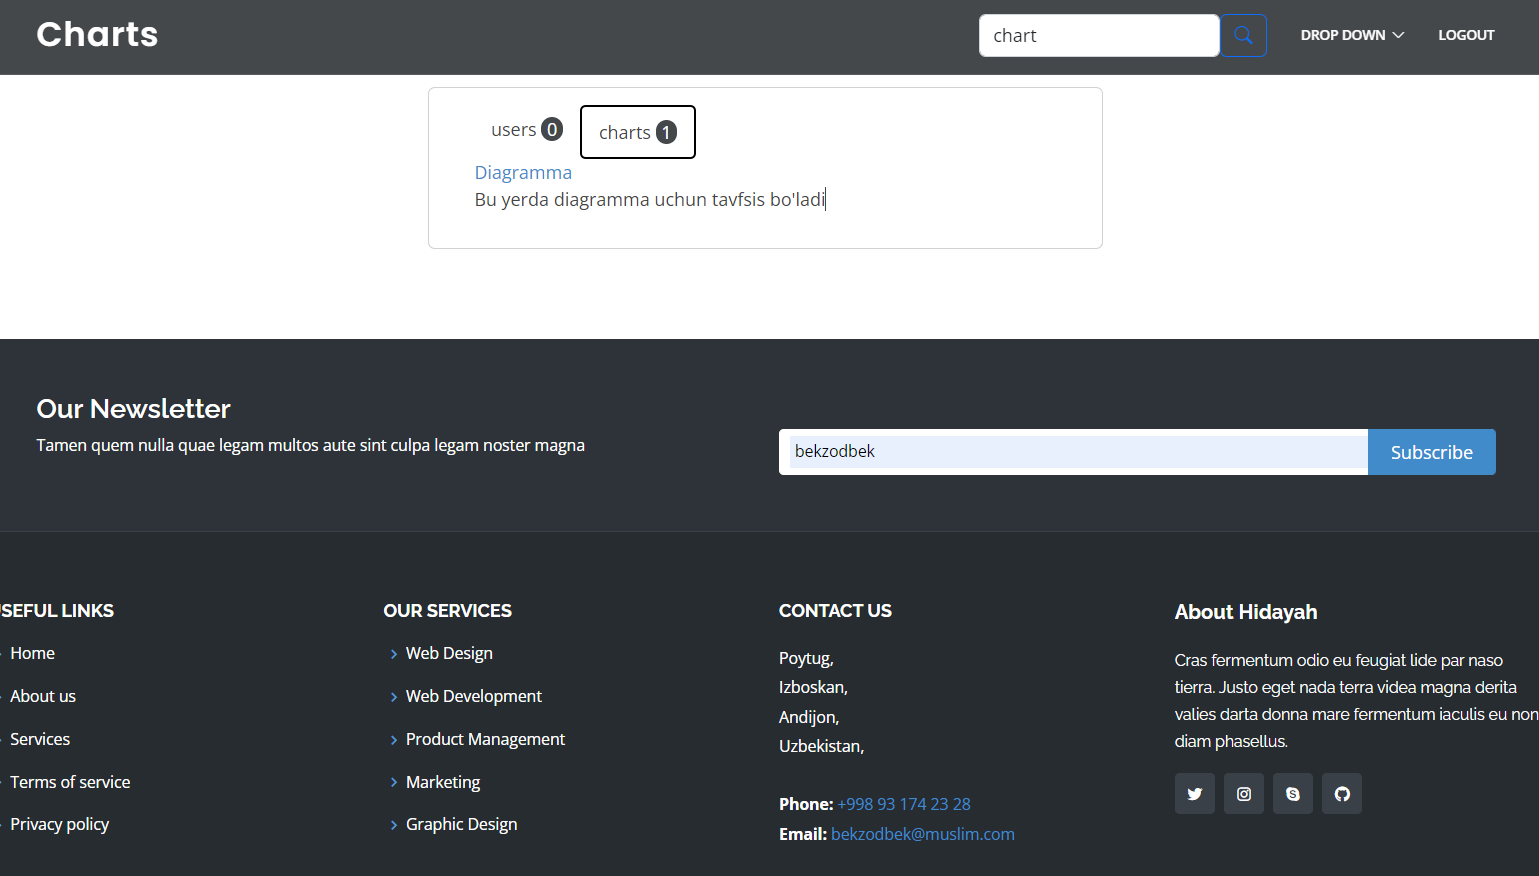 Charts
chart
DROP DOWN
LOGOUT
users 0
charts 1
Diagramma
Bu yerda diagramma uchun tavfsis bo'ladi
Our Newsletter
Tamen quem nulla quae legam multos aute sint culpa legam noster magna
bekzodbek
Subscribe
SEFUL LINKS
Home
About us
Services
Terms of service
Privacy policy
OUR SERVICES
Web Design
Web Development
Product Management
Marketing
Graphic Design
CONTACT US
Poytug,
Izboskan,
Andijon,
Uzbekistan,
Phone: +998 93 174 23 28
Email: bekzodbek@muslim.com
About Hidayah
Cras fermentum odio eu feugiat lide par naso
tierra. Justo eget nada terra videa magna derita
valies darta donna mare fermentum iaculis eu non
diam phasellus.